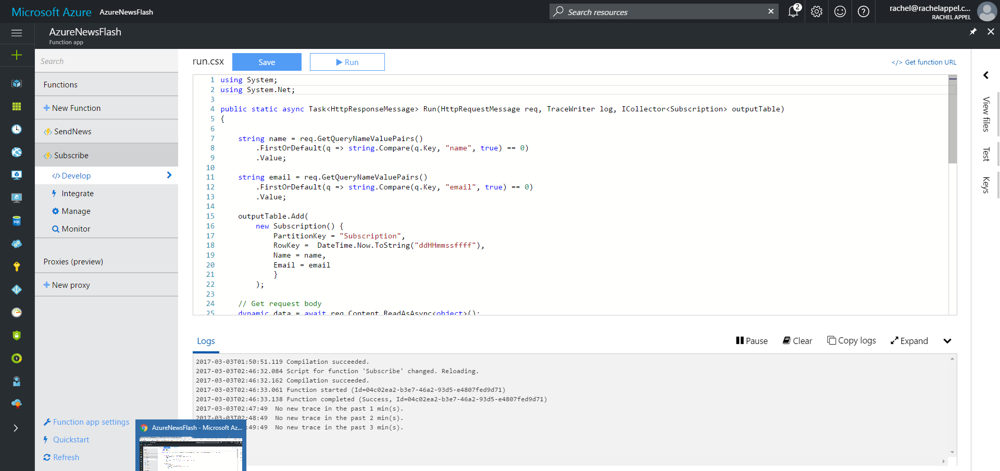 Microsoft Azure AzureNewsFlash
Search resources
2
rachel@rachelappel.c...
RACHEL APPEL
AzureNewsFlash
Function app
Search
Functions
New Function
SendNews
Subscribe
</> Develop
Integrate
Manage
Monitor
Proxies (preview)
New proxy
Function app settings
Quickstart
Refresh
SQL
run.csx
Save
Run
</> Get function URL
1 using System;
2 using System.Net;
3
4 public static async Task<HttpResponseMessage> Run(HttpRequestMessage req, TraceWriter log, ICollector<Subscription> outputTable)
5 {
6
7 string name = req.GetQueryNameValuePairs()
8 .FirstOrDefault(q => string.Compare(q.Key, "name", true) == 0)
9 .Value;
10
11 string email = req.GetQueryNameValuePairs()
12 .FirstOrDefault(q => string.Compare(q.Key, "email", true) == 0)
13 .Value;
14
15 outputTable.Add(
16 new Subscription() {
17 PartitionKey = "Subscription",
18 RowKey =  DateTime.Now.ToString("ddHHmmssffff"),
19 Name = name,
20 Email = email
21 }
22 );
23
24 // Get request body
25 dynamic data = await req.Content.ReadAsAsync<object>();
View files
Test
Keys
Logs
Pause
Clear
Copy logs
Expand
2017-03-03T01:50:51.119 Compilation succeeded.
2017-03-03T02:46:32.084 Script for function 'Subscribe' changed. Reloading.
2017-03-03T02:46:32.162 Compilation succeeded.
2017-03-03T02:46:33.061 Function started (Id=04c02ea2-b3e7-46a2-93d5-e4807fed9d71)
2017-03-03T02:46:33.138 Function completed (Success, Id=04c02ea2-b3e7-46a2-93d5-e4807fed9d71)
2017-03-03T02:47:49  No new trace in the past 1 min(s).
2017-03-03T02:48:49  No new trace in the past 2 min(s).
:49:49  No new trace in the past 3 min(s).
AzureNewsFlash - Microsoft Az...